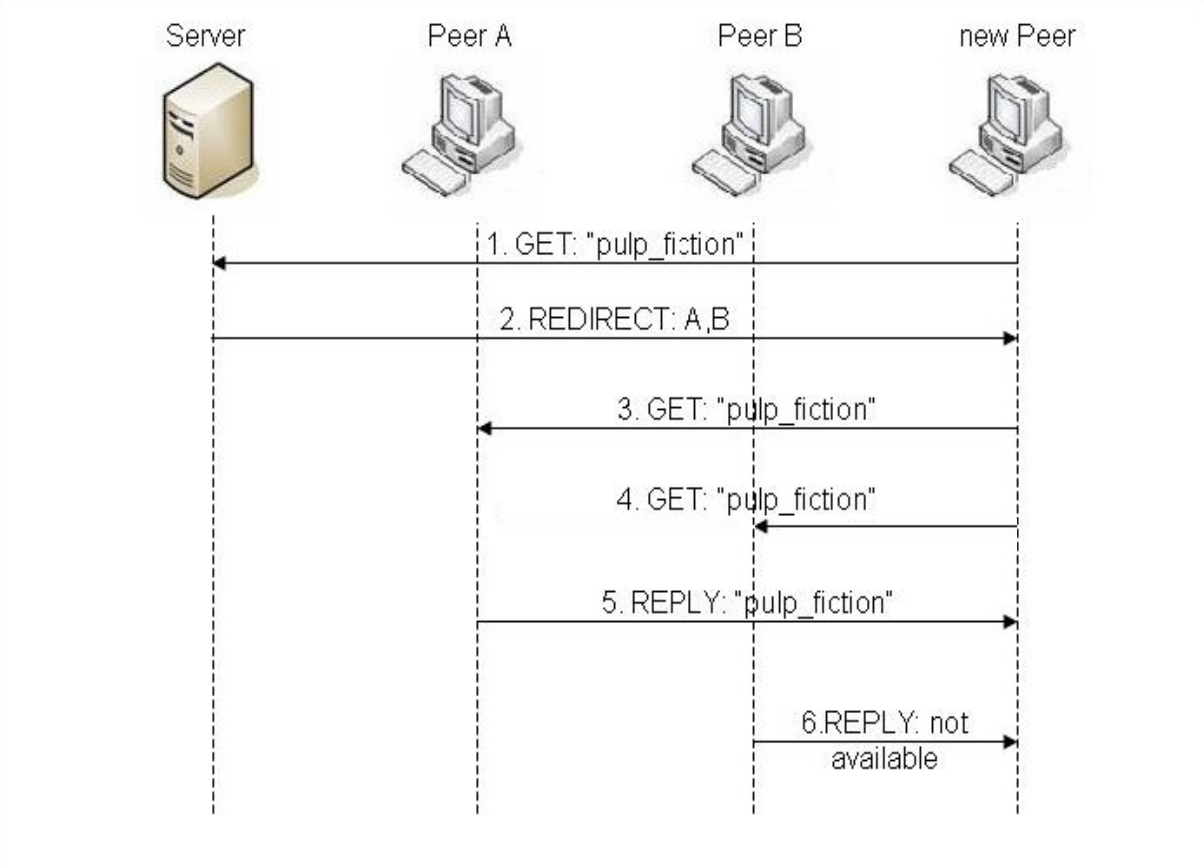 Server
Peer A
Peer B
new Peer
1. GET: "pulp_fiction"
2. REDIRECT: A,B
3. GET: "pulp_fiction"
4. GET: "pulp_fiction"
5. REPLY: "pulp_fiction"
6.REPLY: not
available